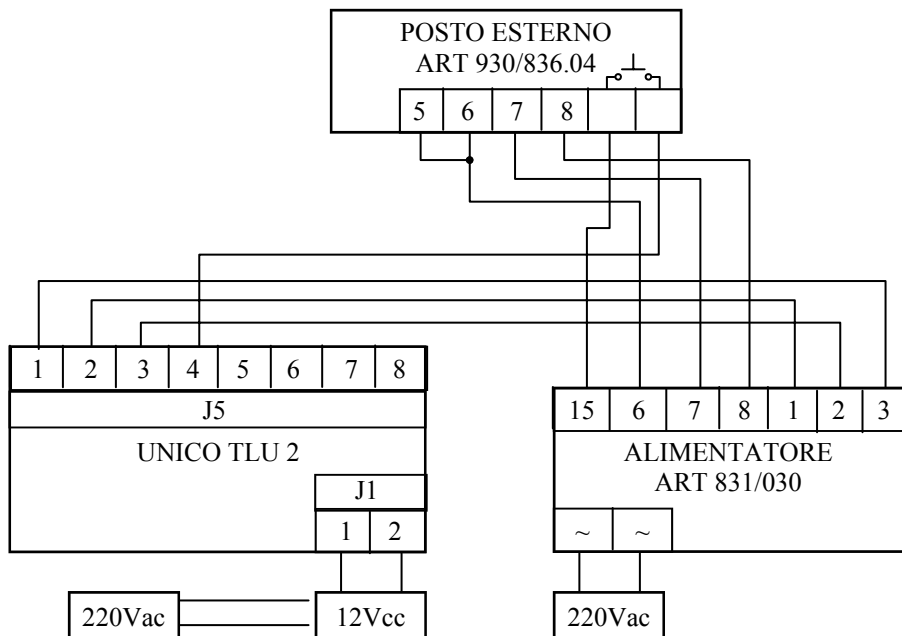 POSTO ESTERNO
ART 930/836.04
5 6 7 8
1 2 3 4 5 6 7 8
J5
UNICO TLU 2
J1
1 2
15 6 7 8 1 2 3
ALIMENTATORE
ART 831/030
~ ~
220Vac
12Vcc
220Vac